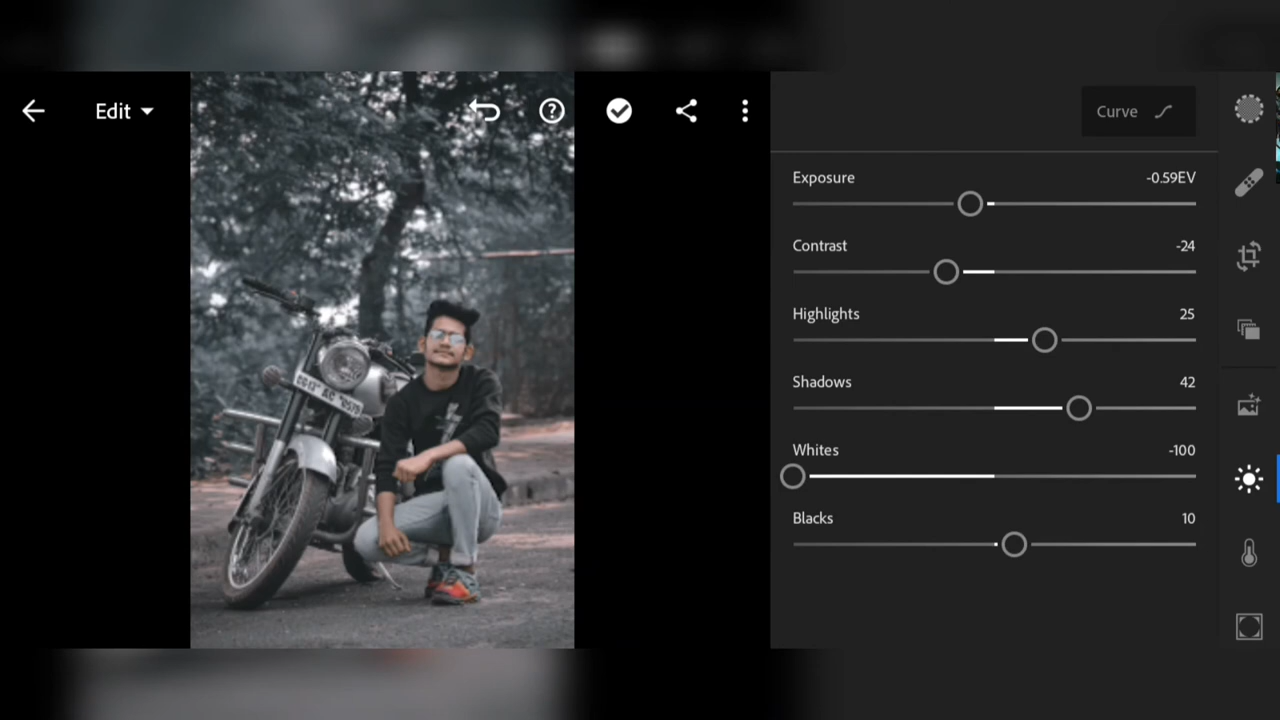 Edit
Curve
Exposure -0.59EV
Contrast -24
Highlights 25
Shadows 42
Whites -100
Blacks 10